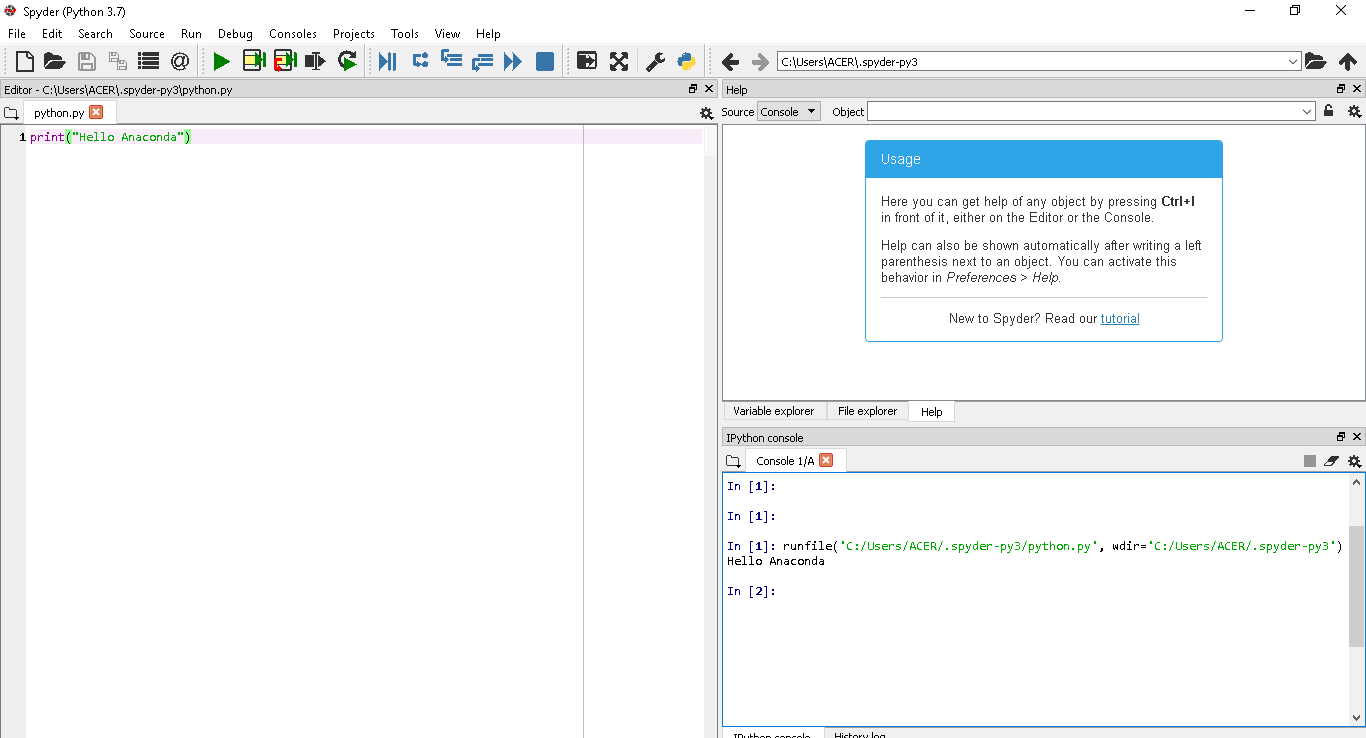 Spyder (Python 3.7)
File Edit Search Source Run Debug Consoles Projects Tools View Help
C:\Users\ACER\.spyder-py3
Editor - C:\Users\ACER\.spyder-py3\python.py
python.py
1 print("Hello Anaconda")
Help
Source Console Object
Usage
Here you can get help of any object by pressing Ctrl+I
in front of it, either on the Editor or the Console.
Help can also be shown automatically after writing a left
parenthesis next to an object. You can activate this
behavior in Preferences > Help.
New to Spyder? Read our tutorial
Variable explorer File explorer Help
IPython console
Console 1/A
In [1]:
In [1]:
In [1]: runfile('C:/Users/ACER/.spyder-py3/python.py', wdir='C:/Users/ACER/.spyder-py3')
Hello Anaconda
In [2]:
IPython console History log